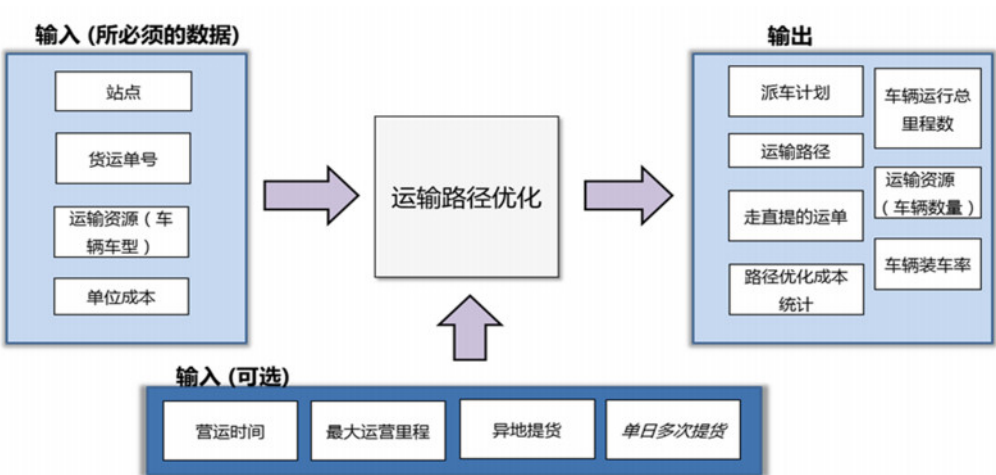 输入 (所必须的数据)
站点
货运单号
运输资源（车
辆车型）
单位成本
运输路径优化
输出
派车计划
运输路径
走直提的运单
路径优化成本
统计
车辆运行总
里程数
运输资源
（车辆数量）
车辆装车率
输入 (可选)
营运时间
最大运营里程
异地提货
单日多次提货